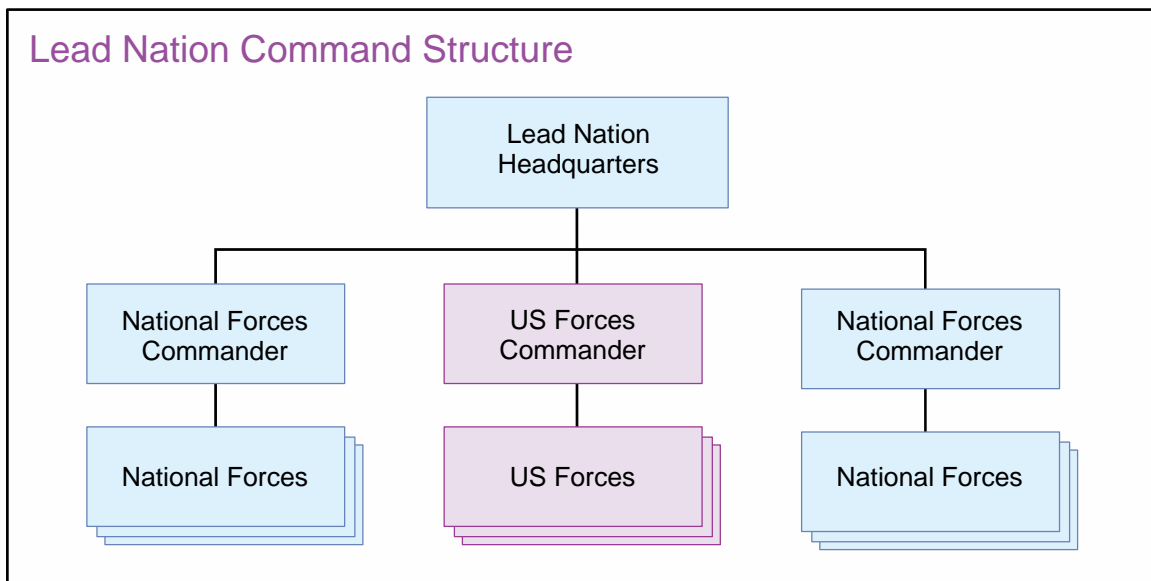 Lead Nation Command Structure
Lead Nation
Headquarters
National Forces
Commander
US Forces
Commander
National Forces
Commander
National Forces
US Forces
National Forces